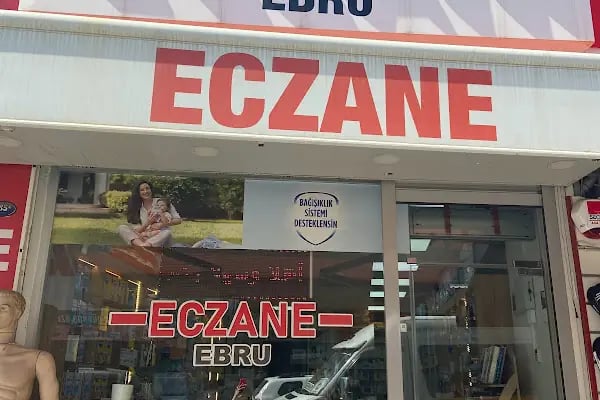 EBRU
ECZANE
BAĞIŞIKLIK
SİSTEMİ
DESTEKLENSİN
ECZANE
EBRU